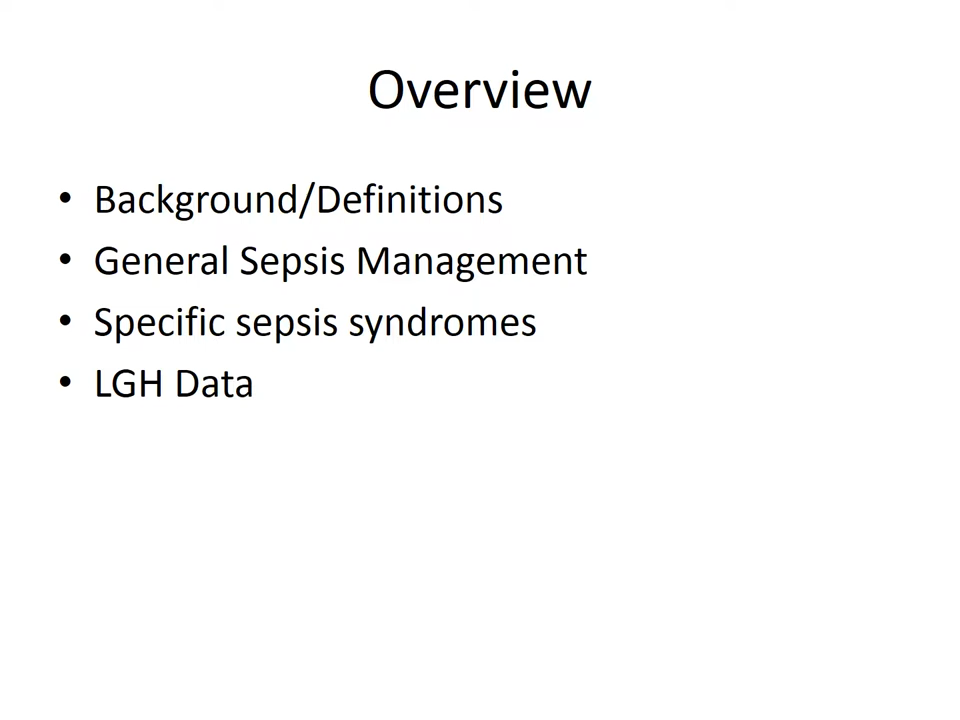 Overview
• Background/Definitions
• General Sepsis Management
• Specific sepsis syndromes
• LGH Data